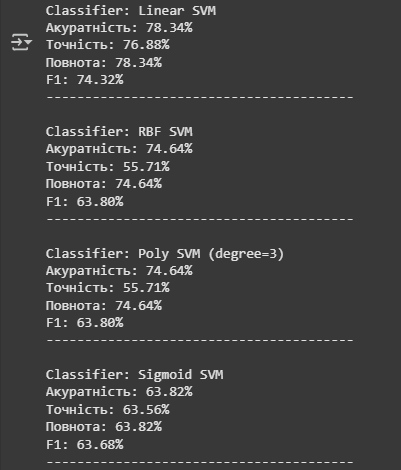 Classifier: Linear SVM
Акуратність: 78.34%
Точність: 76.88%
Повнота: 78.34%
F1: 74.32%
----------------------------------------
Classifier: RBF SVM
Акуратність: 74.64%
Точність: 55.71%
Повнота: 74.64%
F1: 63.80%
----------------------------------------
Classifier: Poly SVM (degree=3)
Акуратність: 74.64%
Точність: 55.71%
Повнота: 74.64%
F1: 63.80%
----------------------------------------
Classifier: Sigmoid SVM
Акуратність: 63.82%
Точність: 63.56%
Повнота: 63.82%
F1: 63.68%
----------------------------------------